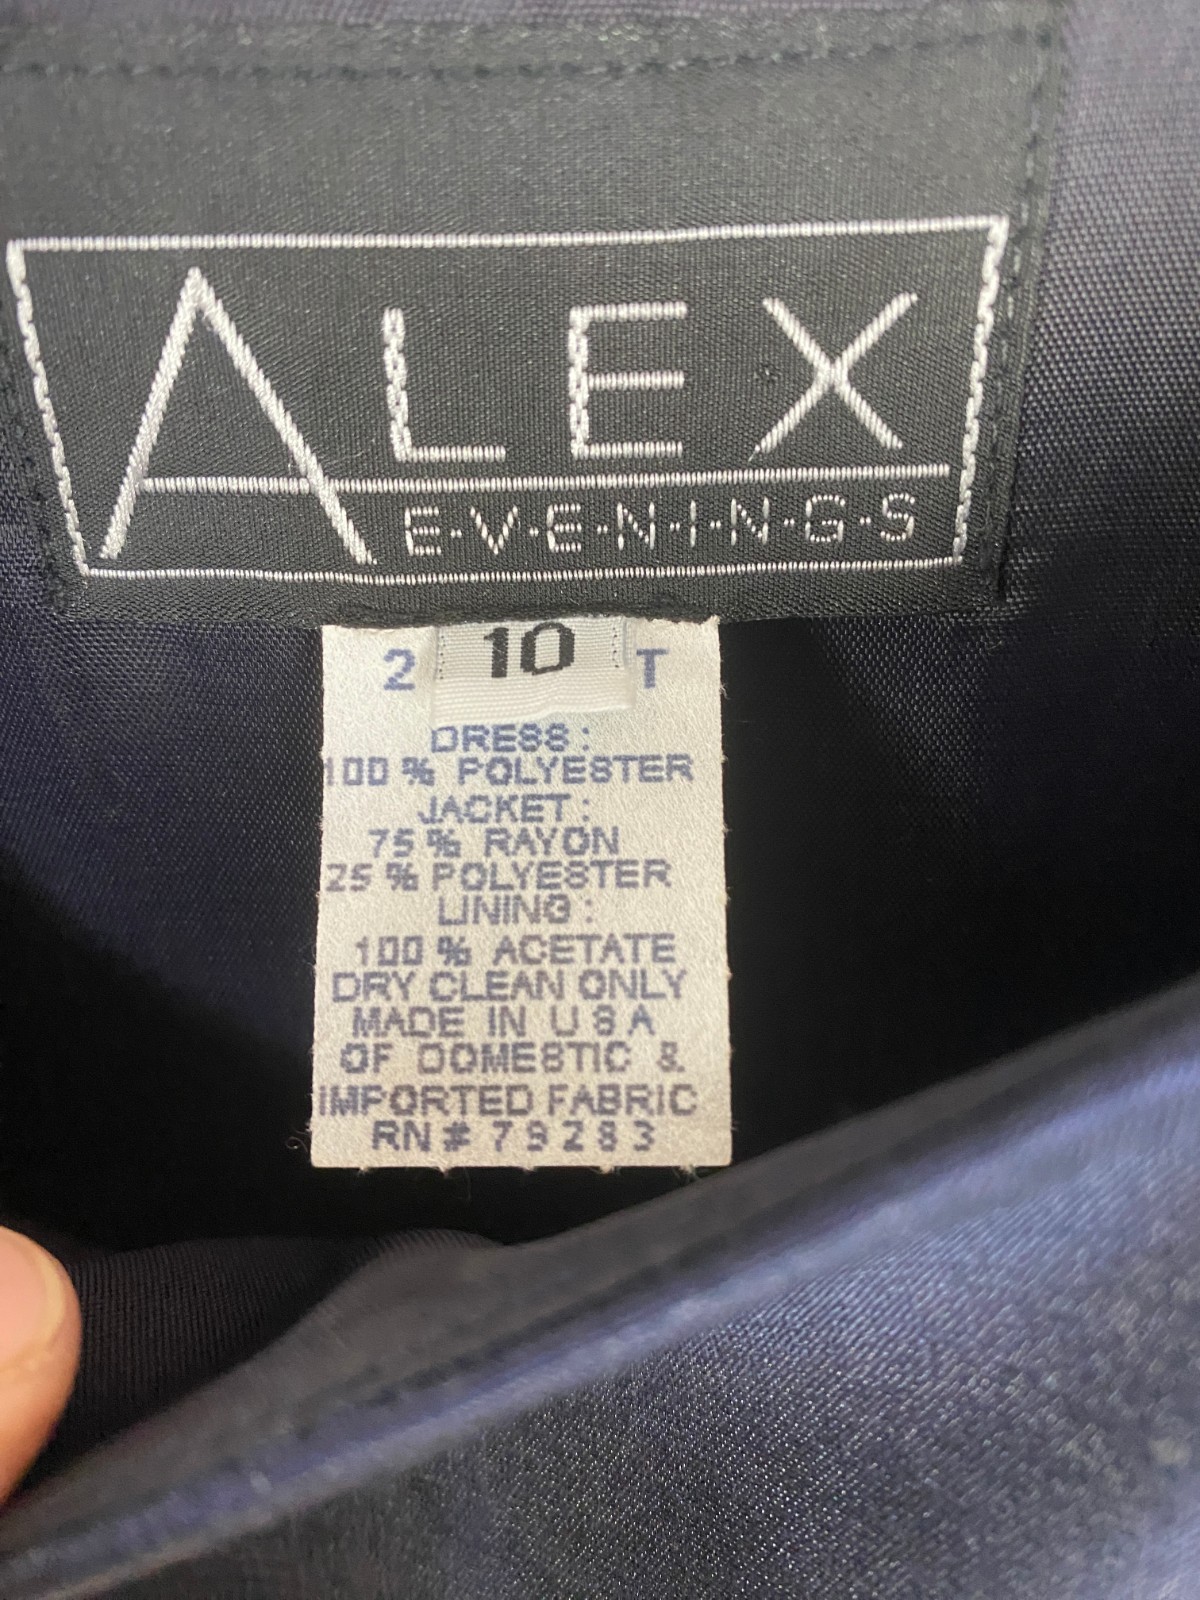 ALEX
E·V·E·N·I·N·G·S
2 10 T
DRESS:
100% POLYESTER
JACKET:
75% RAYON
25% POLYESTER
LINING:
100% ACETATE
DRY CLEAN ONLY
MADE IN USA
OF DOMESTIC &
IMPORTED FABRIC
RN# 79283